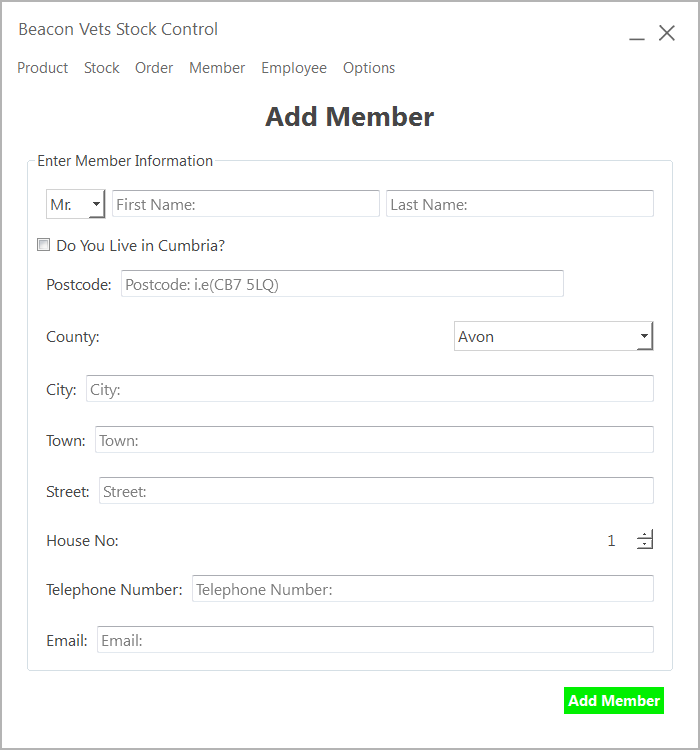 Beacon Vets Stock Control
Product Stock Order Member Employee Options
Add Member
Enter Member Information
Mr. First Name: Last Name:
Do You Live in Cumbria?
Postcode: Postcode: i.e(CB7 5LQ)
County: Avon
City: City:
Town: Town:
Street: Street:
House No: 1
Telephone Number: Telephone Number:
Email: Email:
Add Member